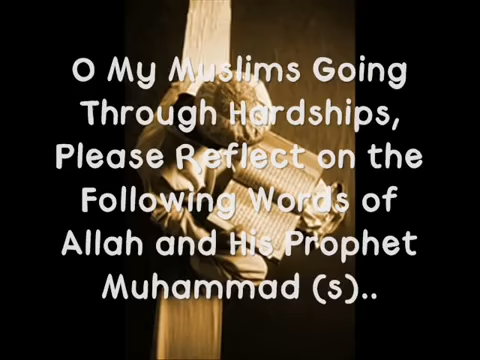 O My Muslims Going
Through Hardships,
Please Reflect on the
Following Words of
Allah and His Prophet
Muhammad (s)..